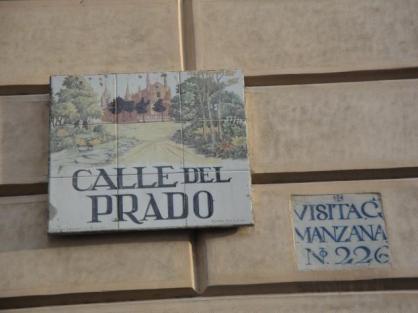 CALLE DEL
PRADO
VISITAC̃
MANZANA
Nº. 226